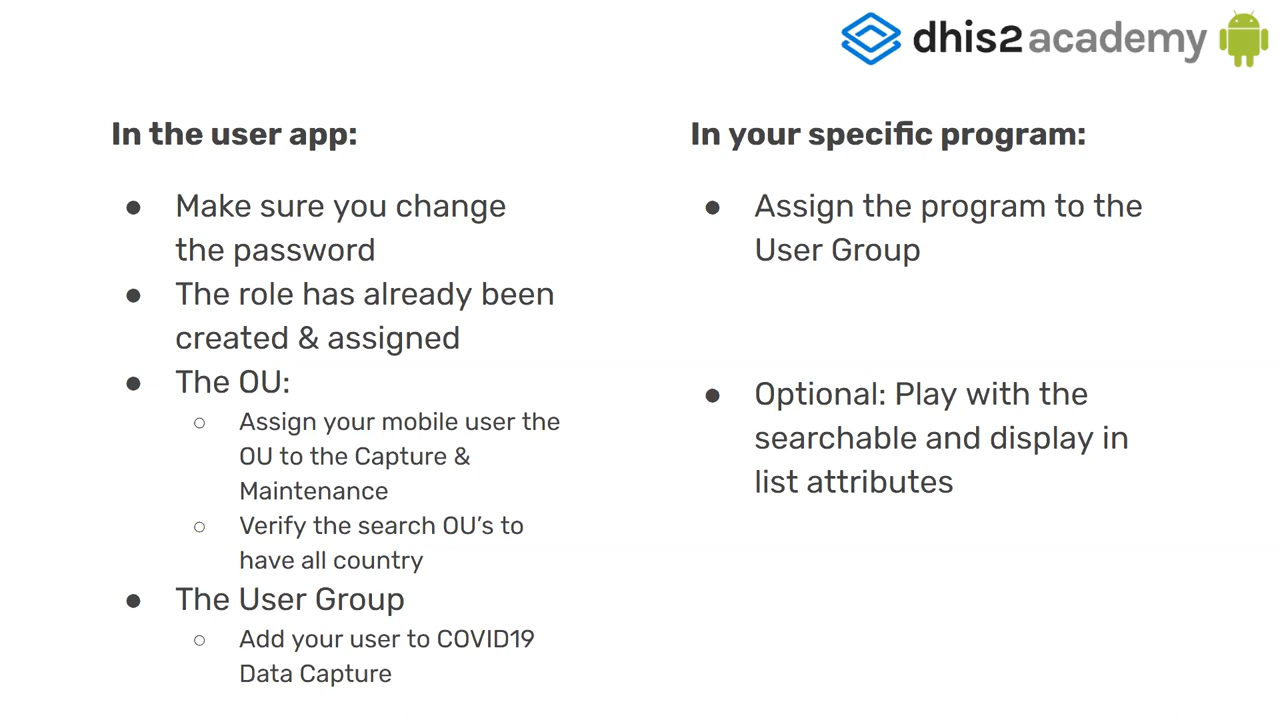 dhis2 academy
In the user app:
● Make sure you change
the password
● The role has already been
created & assigned
● The OU:
○ Assign your mobile user the
OU to the Capture &
Maintenance
○ Verify the search OU’s to
have all country
● The User Group
○ Add your user to COVID19
Data Capture
In your specific program:
● Assign the program to the
User Group
● Optional: Play with the
searchable and display in
list attributes